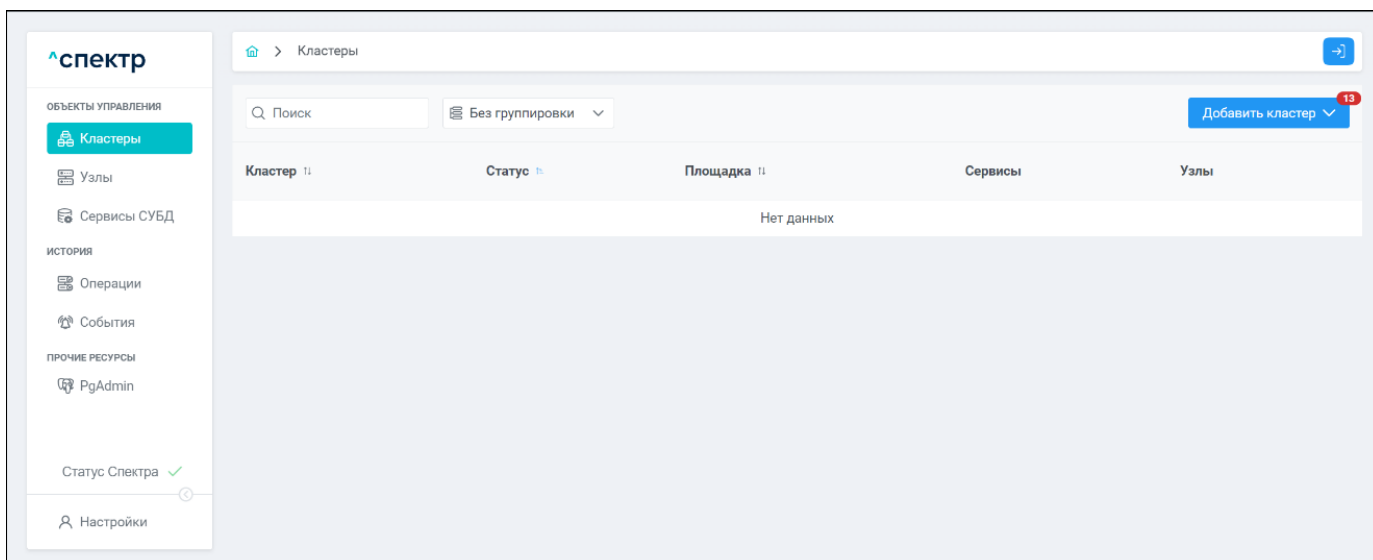 ^спектр
ОБЪЕКТЫ УПРАВЛЕНИЯ
Кластеры
Узлы
Сервисы СУБД
ИСТОРИЯ
Операции
События
ПРОЧИЕ РЕСУРСЫ
PgAdmin
Статус Спектра
Настройки
Кластеры
Поиск
Без группировки
Добавить кластер
13
Кластер Статус Площадка Сервисы Узлы
Нет данных